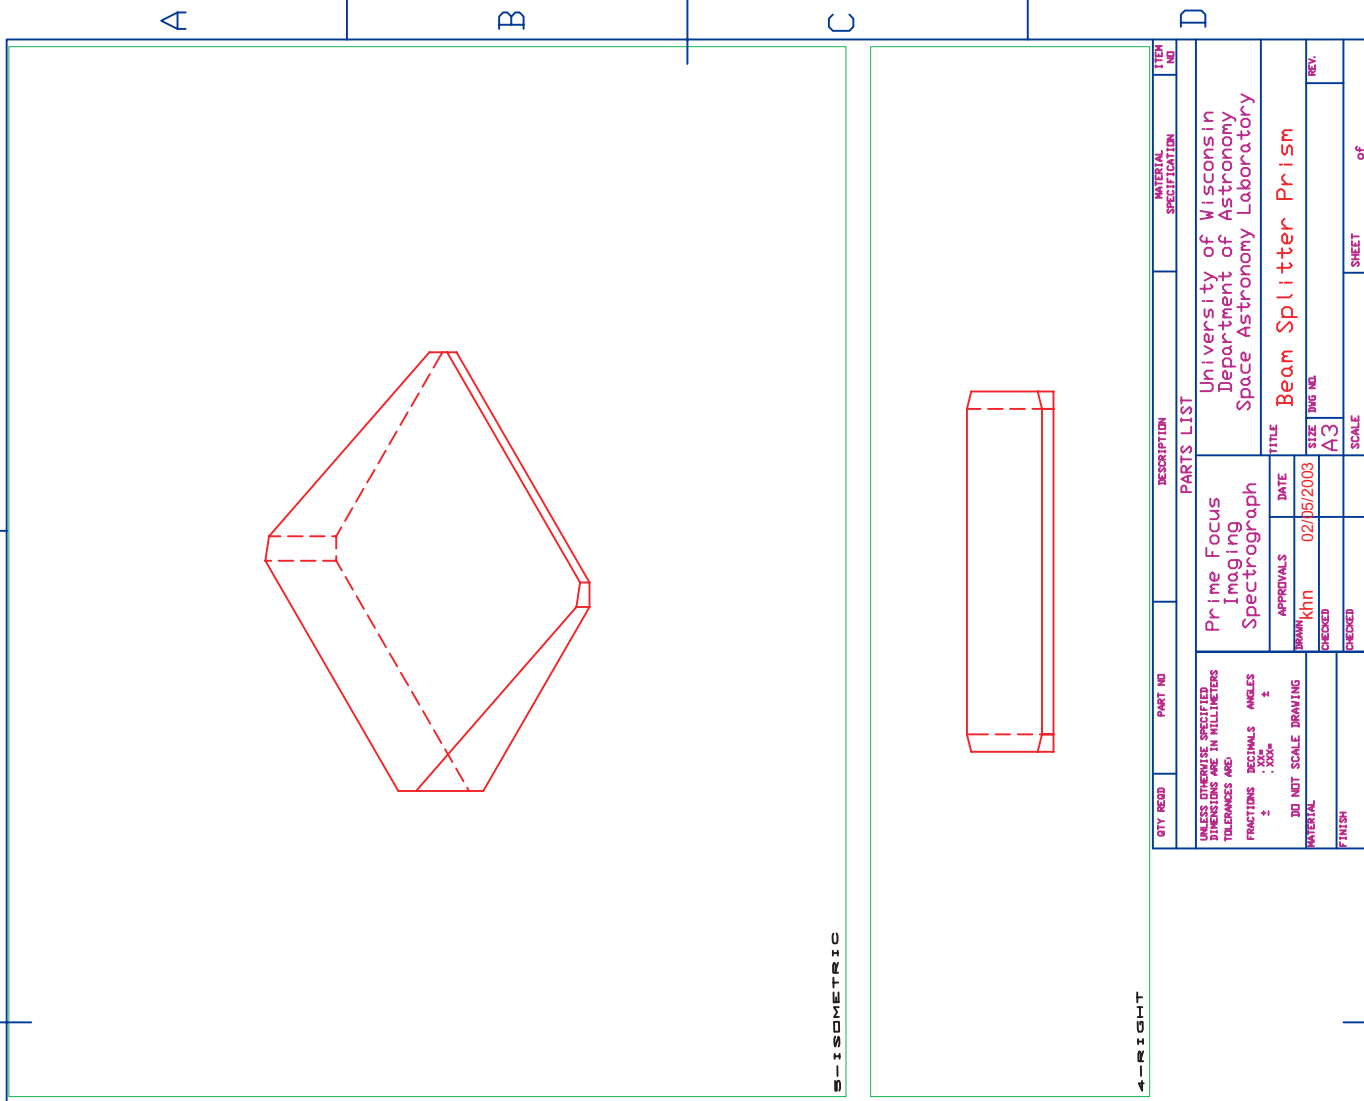 A
B
C
D
5-ISOMETRIC
4-RIGHT
QTY REQD
PART NO
DESCRIPTION
MATERIAL
SPECIFICATION
ITEM
NO
PARTS LIST
UNLESS OTHERWISE SPECIFIED
DIMENSIONS ARE IN MILLIMETERS
TOLERANCES ARE:
FRACTIONS DECIMALS ANGLES
± .XX= ±
.XXX=
DO NOT SCALE DRAWING
MATERIAL
FINISH
Prime Focus
Imaging
Spectrograph
APPROVALS DATE
DRAWN khn 02/05/2003
CHECKED
CHECKED
University of Wisconsin
Department of Astronomy
Space Astronomy Laboratory
TITLE
Beam Splitter Prism
SIZE
A3
DWG NO.
REV.
SCALE
SHEET of